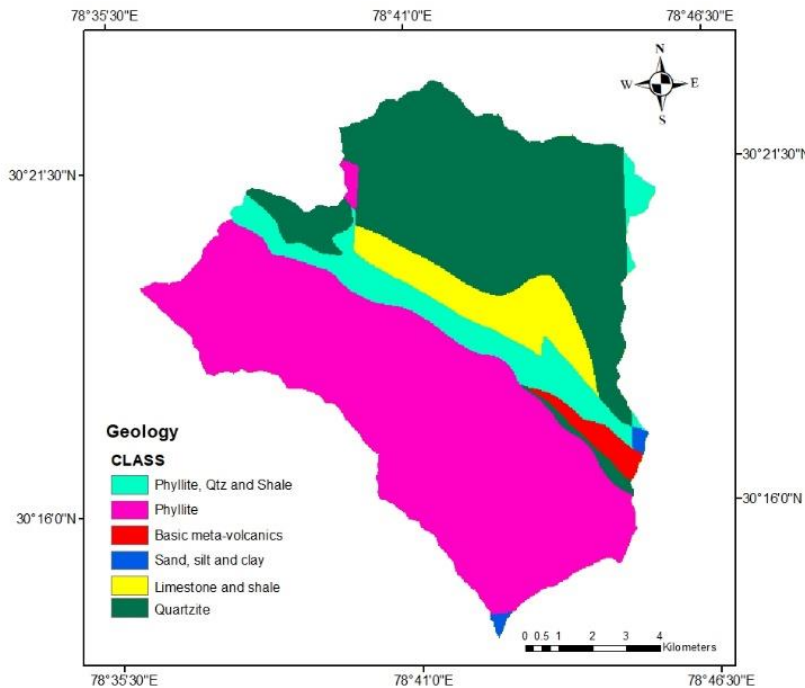 78°35'30"E 78°41'0"E 78°46'30"E
N
W E
S
30°21'30"N 30°21'30"N
Geology
CLASS
Phyllite, Qtz and Shale
Phyllite
Basic meta-volcanics
Sand, silt and clay
Limestone and shale
Quartzite
30°16'0"N 30°16'0"N
0 0.5 1 2 3 4
Kilometers
78°35'30"E 78°41'0"E 78°46'30"E